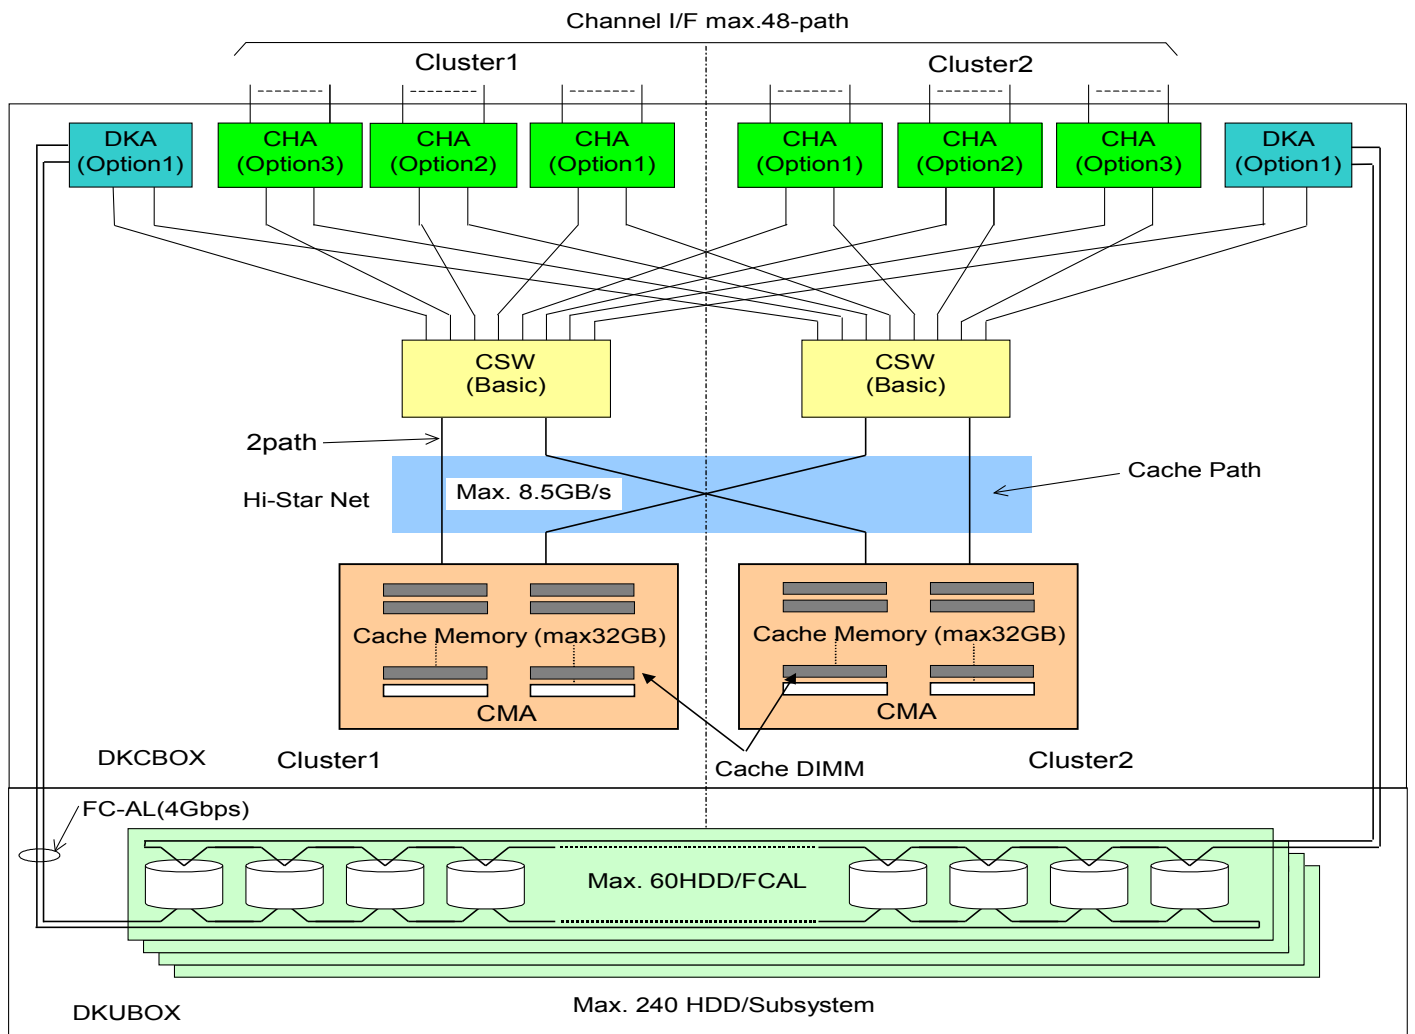 Channel I/F max.48-path
Cluster1
Cluster2
DKA
(Option1)
CHA
(Option3)
CHA
(Option2)
CHA
(Option1)
CHA
(Option1)
CHA
(Option2)
CHA
(Option3)
DKA
(Option1)
CSW
(Basic)
CSW
(Basic)
2path
Cache Path
Hi-Star Net
Max. 8.5GB/s
Cache Memory (max32GB)
CMA
Cache Memory (max32GB)
CMA
DKCBOX
Cluster1
Cache DIMM
Cluster2
FC-AL(4Gbps)
Max. 60HDD/FCAL
DKUBOX
Max. 240 HDD/Subsystem